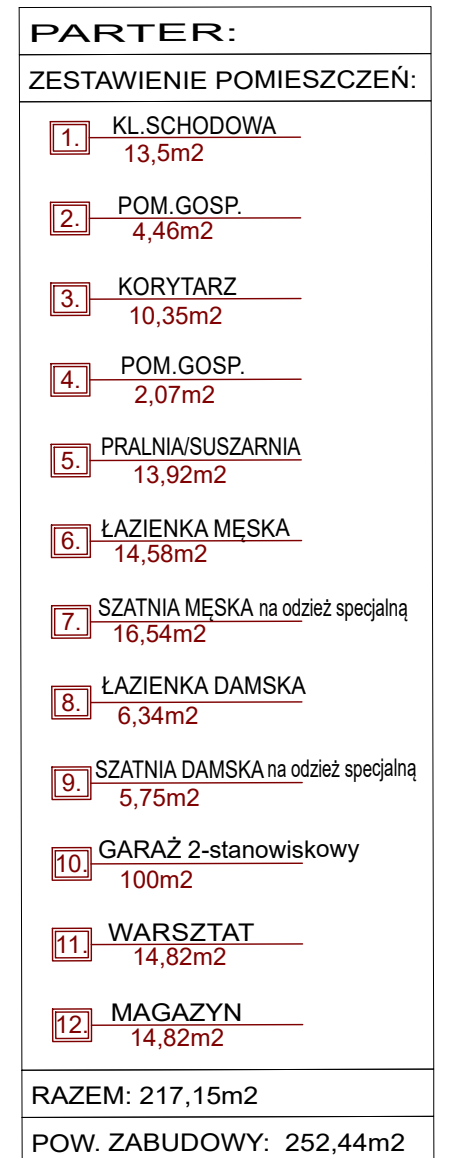 PARTER:
ZESTAWIENIE POMIESZCZEŃ:
1. KL.SCHODOWA
13,5m2
2. POM.GOSP.
4,46m2
3. KORYTARZ
10,35m2
4. POM.GOSP.
2,07m2
5. PRALNIA/SUSZARNIA
13,92m2
6. ŁAZIENKA MĘSKA
14,58m2
7. SZATNIA MĘSKA na odzież specjalną
16,54m2
8. ŁAZIENKA DAMSKA
6,34m2
9. SZATNIA DAMSKA na odzież specjalną
5,75m2
10. GARAŻ 2-stanowiskowy
100m2
11. WARSZTAT
14,82m2
12. MAGAZYN
14,82m2
RAZEM: 217,15m2
POW. ZABUDOWY: 252,44m2